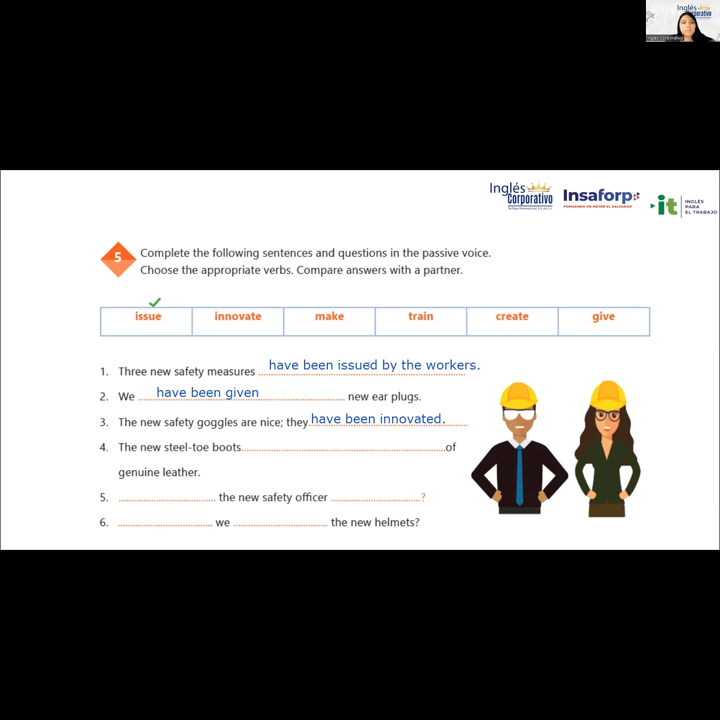 Inglés
Corporativo
Inglés Corporativo
Inglés
Corporativo
Insaforp
FORMANDO UN MEJOR EL SALVADOR
it
INGLÉS
PARA
EL TRABAJO
5
Complete the following sentences and questions in the passive voice.
Choose the appropriate verbs. Compare answers with a partner.
issue innovate make train create give
1. Three new safety measures have been issued by the workers.
2. We have been given new ear plugs.
3. The new safety goggles are nice; they have been innovated.
4. The new steel-toe boots of
genuine leather.
5. the new safety officer ?
6. we the new helmets?